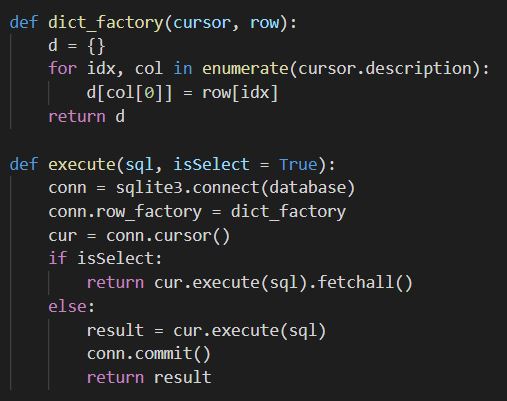 def dict_factory(cursor, row):
    d = {}
    for idx, col in enumerate(cursor.description):
        d[col[0]] = row[idx]
    return d

def execute(sql, isSelect = True):
    conn = sqlite3.connect(database)
    conn.row_factory = dict_factory
    cur = conn.cursor()
    if isSelect:
        return cur.execute(sql).fetchall()
    else:
        result = cur.execute(sql)
        conn.commit()
        return result